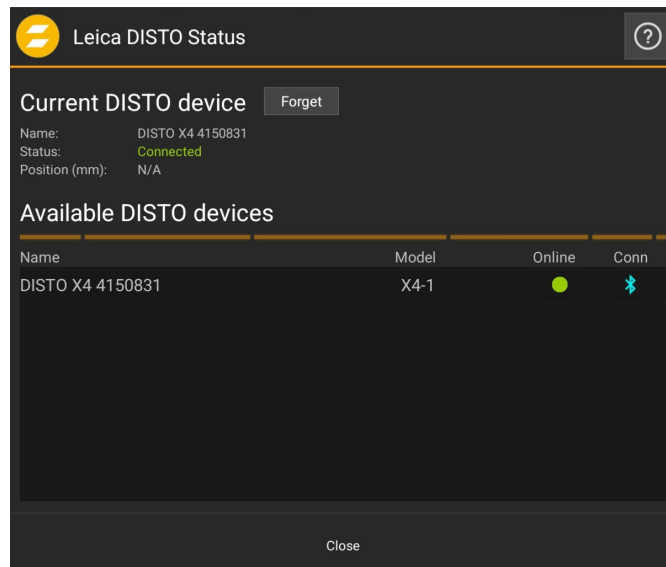 Leica DISTO Status
?
Current DISTO device Forget
Name: DISTO X4 4150831
Status: Connected
Position (mm): N/A
Available DISTO devices
Name Model Online Conn
DISTO X4 4150831 X4-1
Close